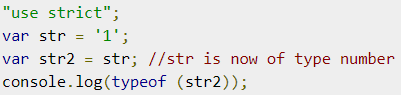 "use strict";
var str = '1';
var str2 = str; //str is now of type number
console.log(typeof (str2));